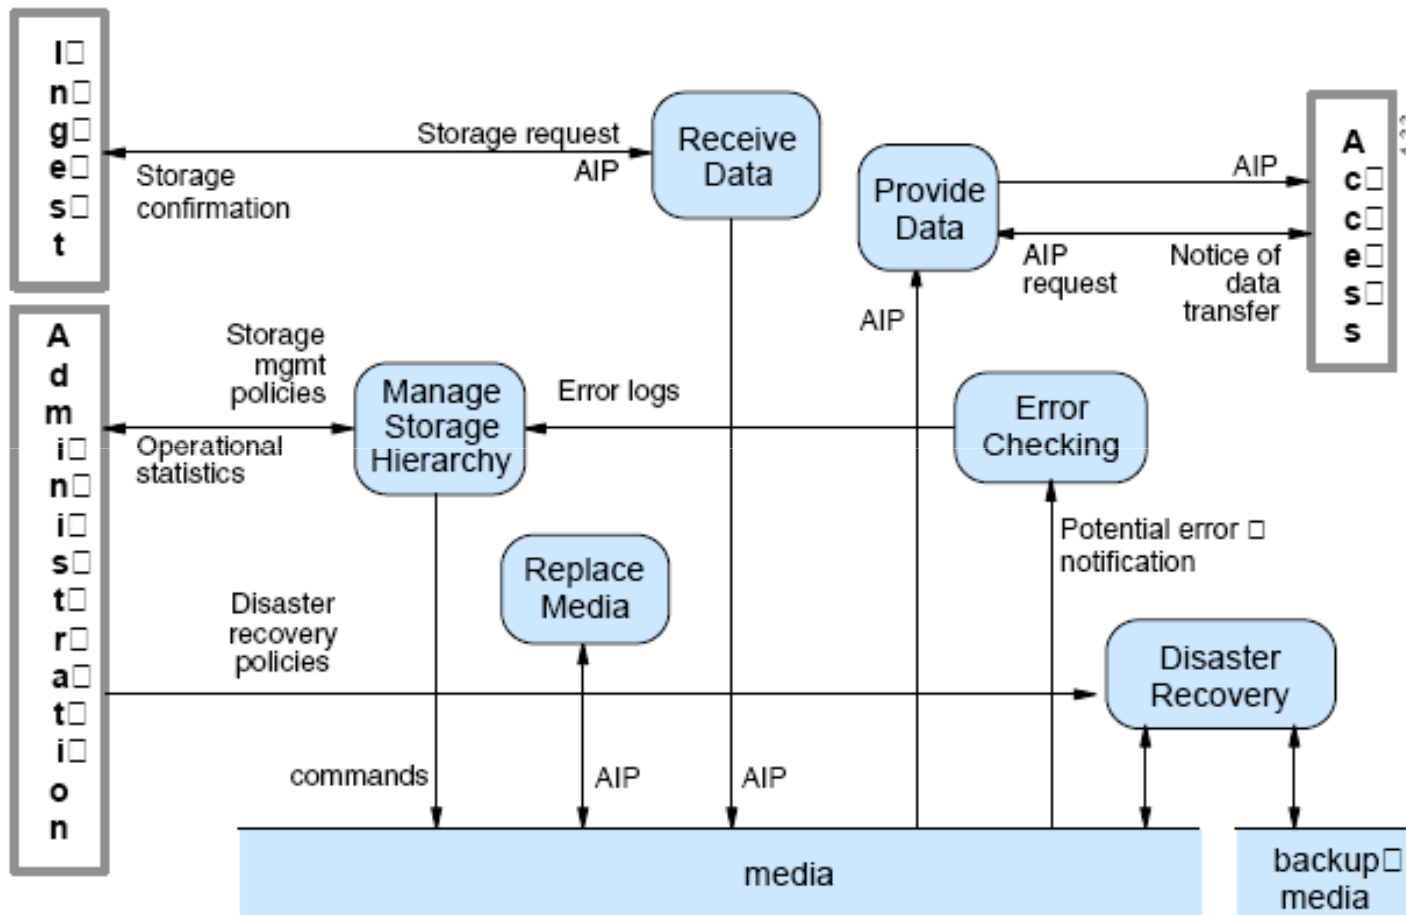 Ingest
Storage request
AIP
Storage
confirmation
Receive
Data
Provide
Data
AIP
AIP
request
Notice of
data
transfer
Access
AIP
Administration
Storage
mgmt
policies
Operational
statistics
Manage
Storage
Hierarchy
Error logs
Error
Checking
Potential error □
notification
Replace
Media
Disaster
recovery
policies
Disaster
Recovery
commands
AIP
AIP
media
backup□
media